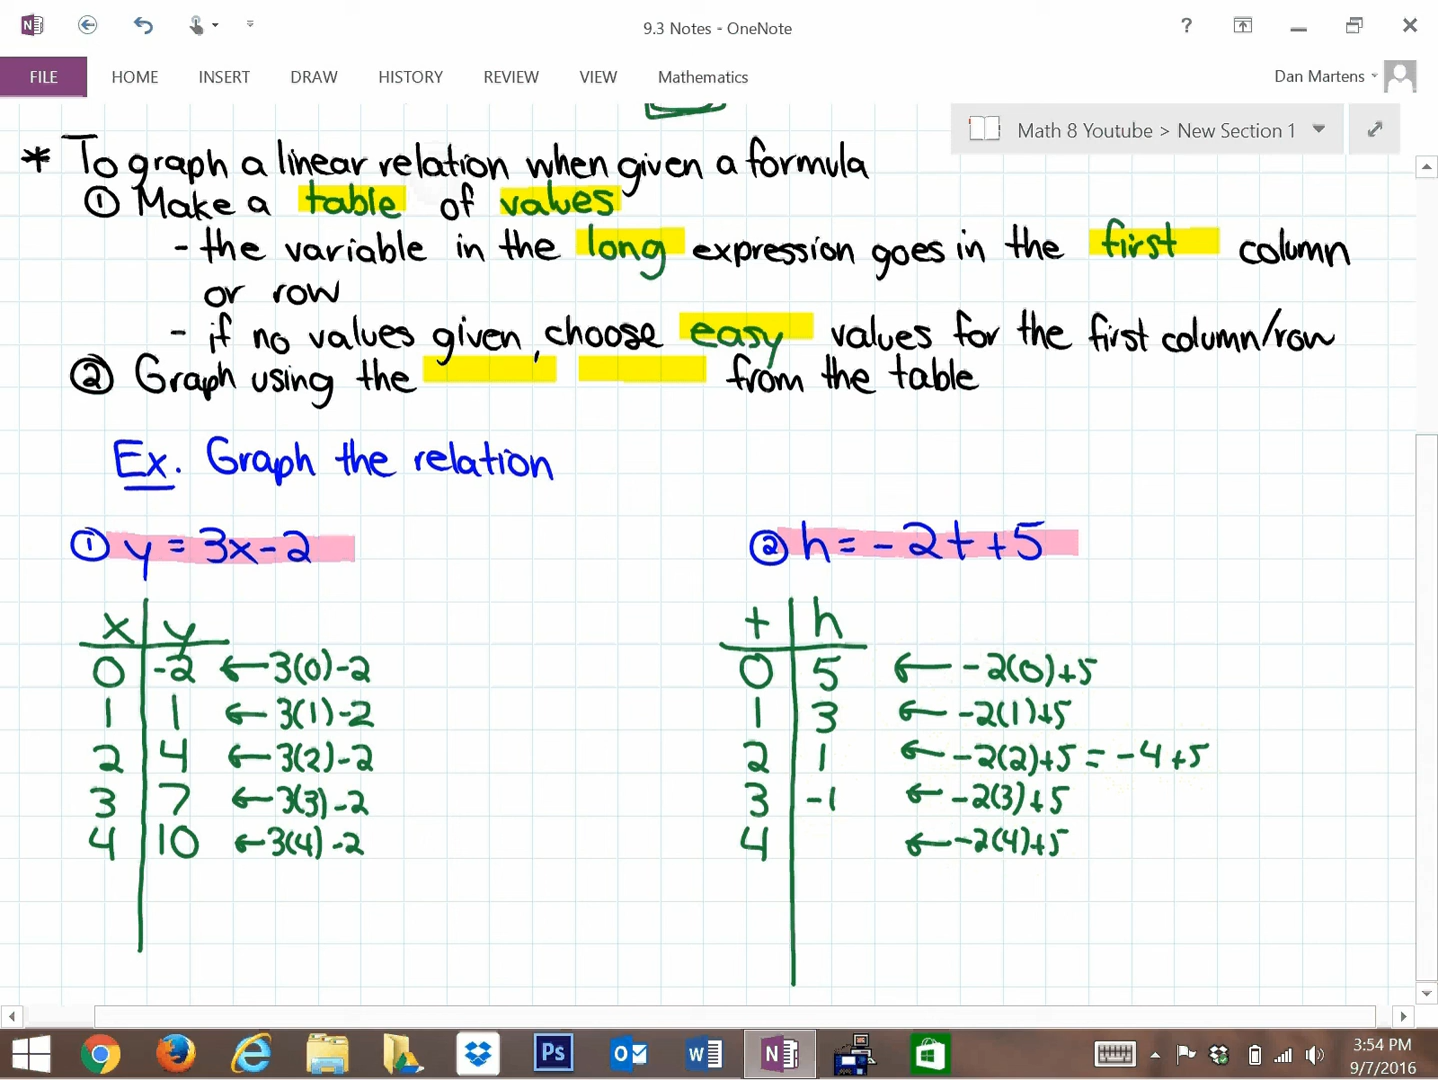 9.3 Notes - OneNote
?
FILE HOME INSERT DRAW HISTORY REVIEW VIEW Mathematics
Dan Martens
Math 8 Youtube > New Section 1
* To graph a linear relation when given a formula
① Make a table of values
- the variable in the long expression goes in the first column
or row
- if no values given, choose easy values for the first column/row
② Graph using the from the table
Ex. Graph the relation
① y = 3x - 2
x y
0 -2 ← 3(0)-2
1 1 ← 3(1)-2
2 4 ← 3(2)-2
3 7 ← 3(3)-2
4 10 ← 3(4)-2
② h = -2t + 5
t h
0 5 ← -2(0)+5
1 3 ← -2(1)+5
2 1 ← -2(2)+5 = -4+5
3 -1 ← -2(3)+5
4 ← -2(4)+5
Ps
3:54 PM
9/7/2016